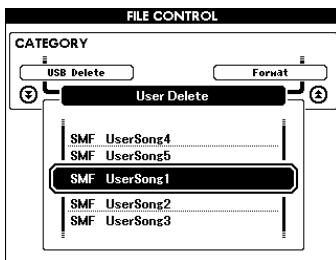 FILE CONTROL
CATEGORY
USB Delete
Format
User Delete
SMF UserSong4
SMF UserSong5
SMF UserSong1
SMF UserSong2
SMF UserSong3